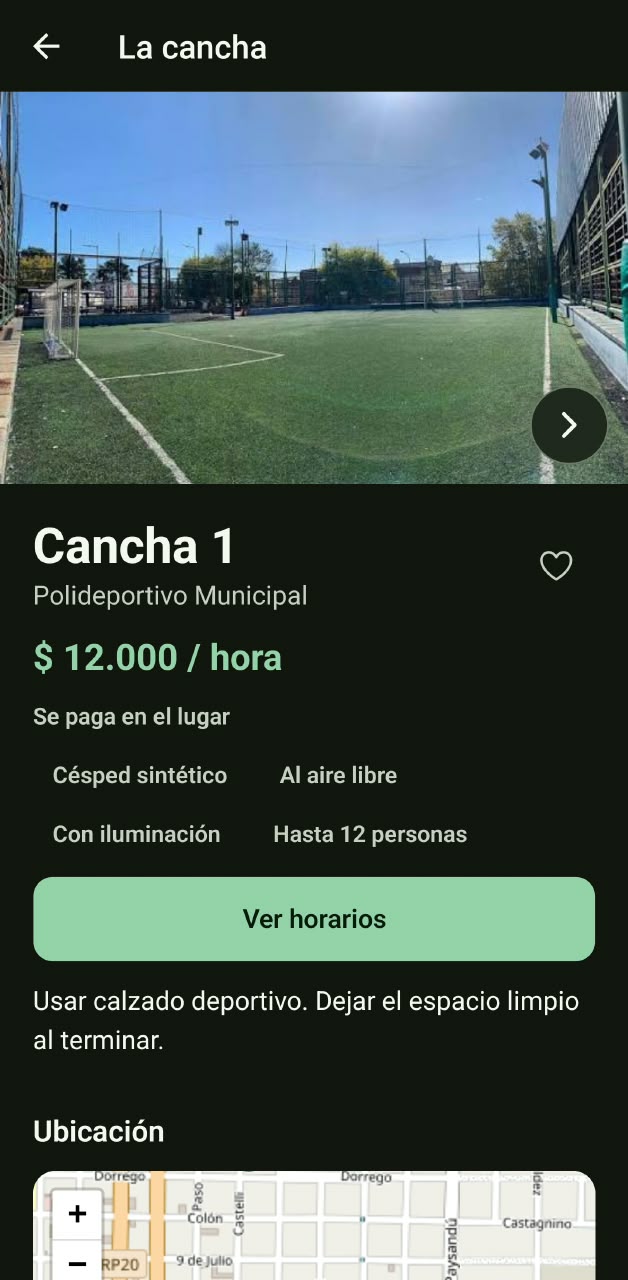 La cancha
Cancha 1
Polideportivo Municipal
$ 12.000 / hora
Se paga en el lugar
Césped sintético
Al aire libre
Con iluminación
Hasta 12 personas
Ver horarios
Usar calzado deportivo. Dejar el espacio limpio
al terminar.
Ubicación
Dorrego
Dorrego
+
Paso
Colón
Castelli
Castagnino
Paysandú
−
RP20
9 de Julio